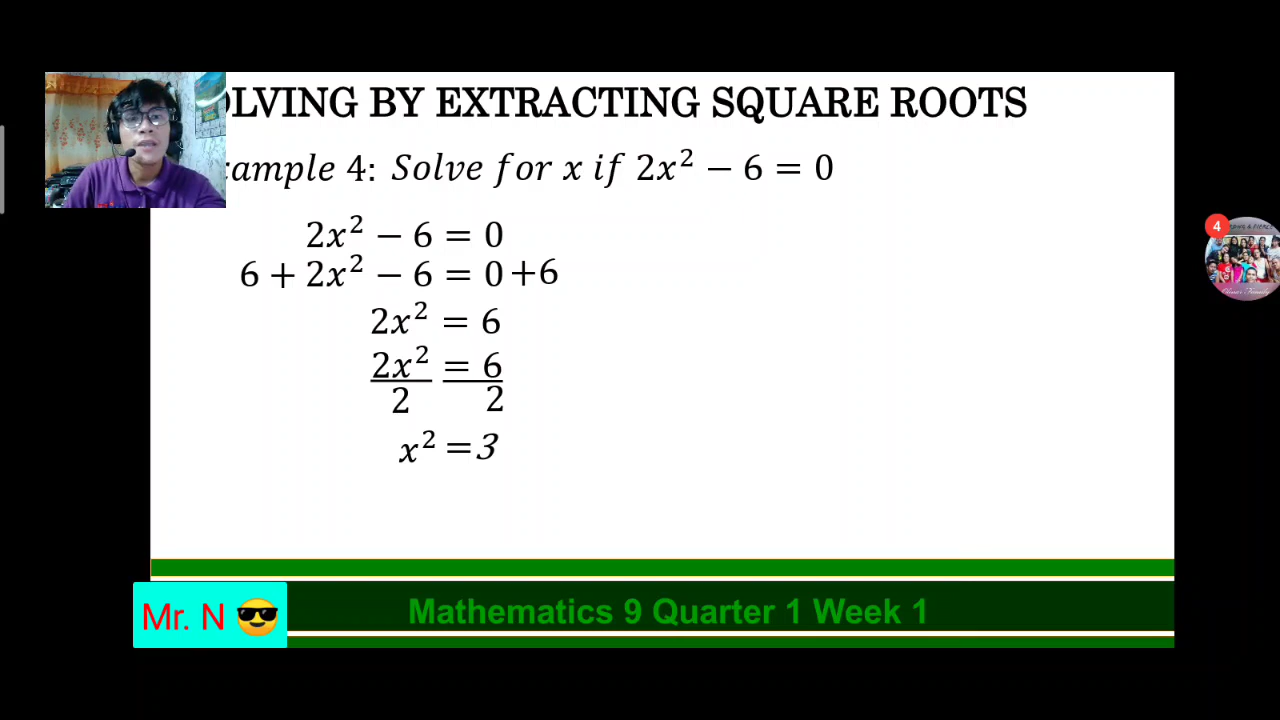 OLVING BY EXTRACTING SQUARE ROOTS
ample 4: Solve for x if 2x² − 6 = 0
2x² − 6 = 0
6 + 2x² − 6 = 0 +6
2x² = 6
2x² = 6
2 2
x² = 3
4
Mr. N 😎
Mathematics 9 Quarter 1 Week 1